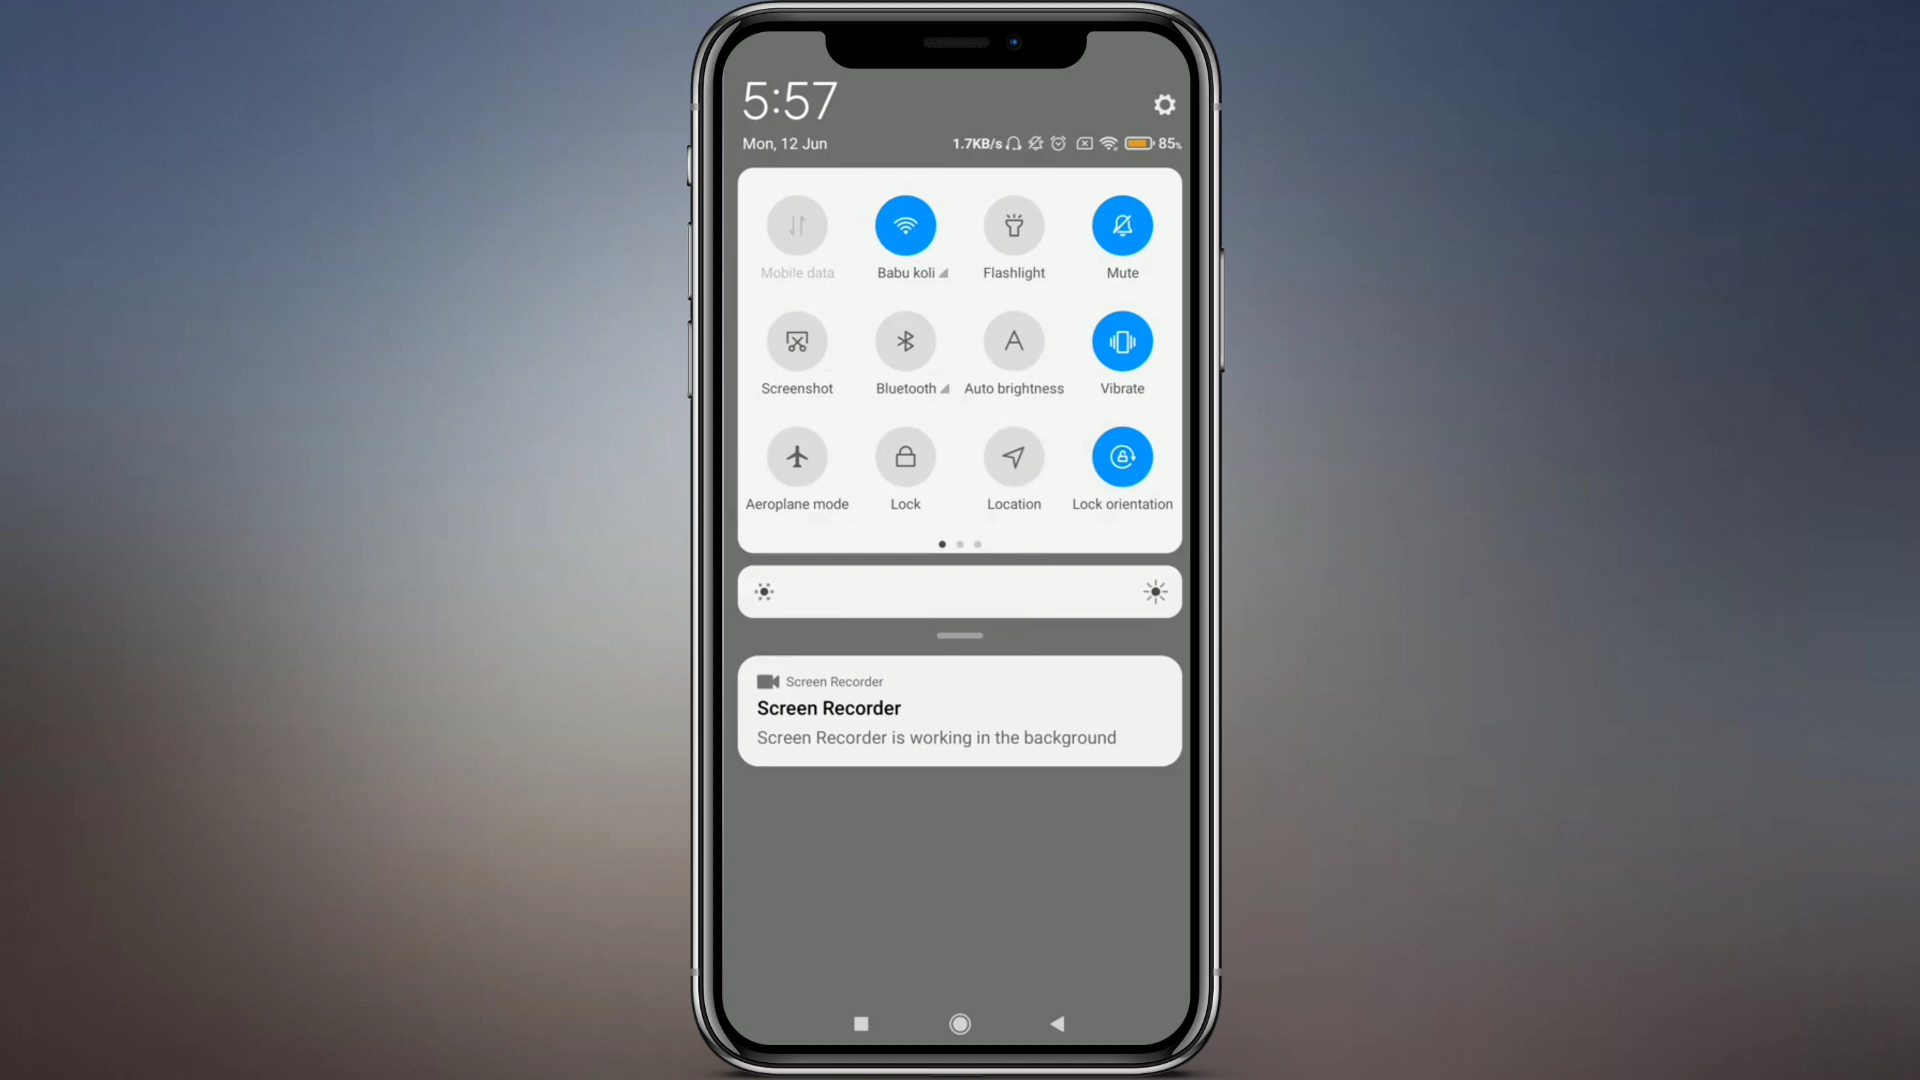 5:57
Mon, 12 Jun
1.7KB/s
85%
Mobile data
Babu koli
Flashlight
Mute
Screenshot
Bluetooth
Auto brightness
Vibrate
Aeroplane mode
Lock
Location
Lock orientation
Screen Recorder
Screen Recorder
Screen Recorder is working in the background